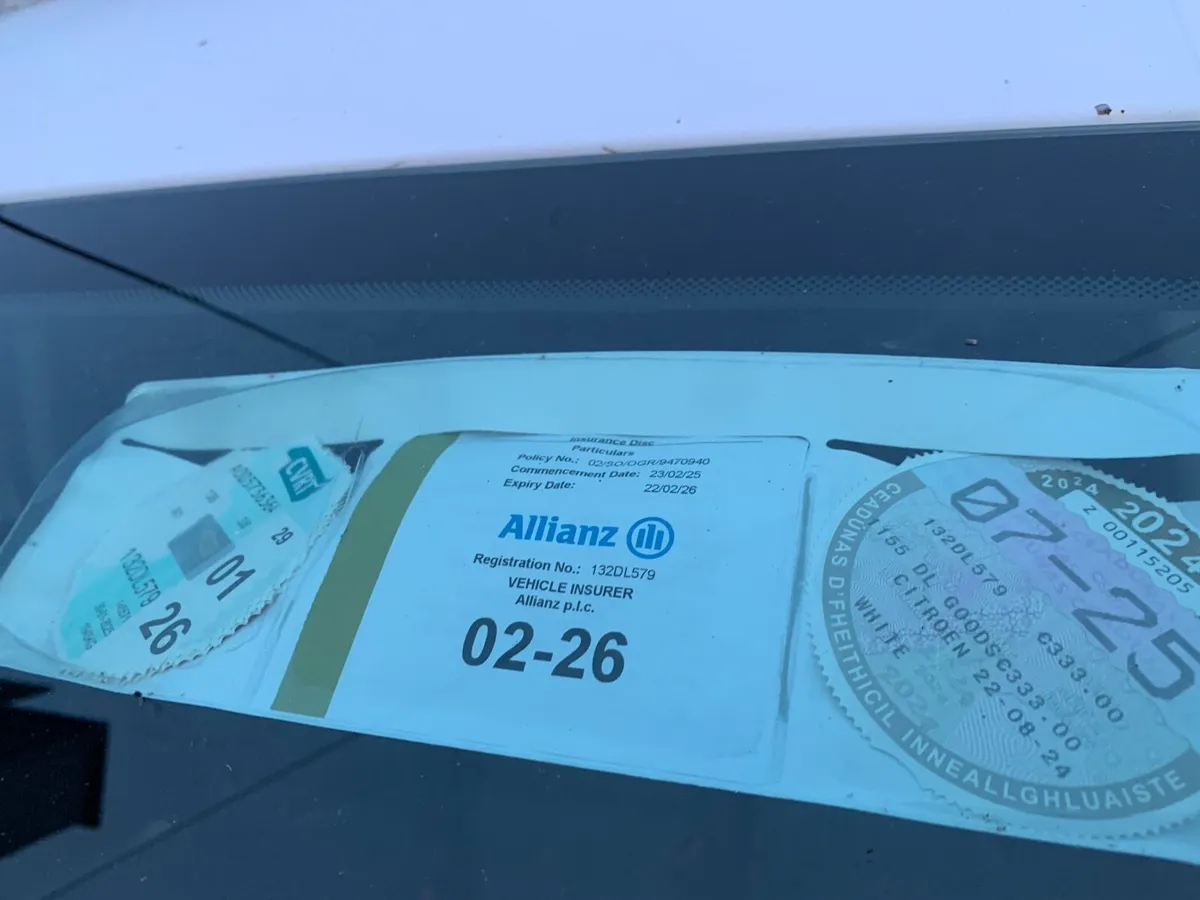 CVRT
29
01
132DL579
26
Insurance Disc
Particulars
Policy No.: 02/SO/OGR/9470940
Commencement Date: 23/02/25
Expiry Date: 22/02/26
Allianz
Registration No.: 132DL579
VEHICLE INSURER
Allianz p.l.c.
02-26
2024
2024
Z 00115205
07-25
CEADÚNAS D'FHEITHICIL INNEALLGHLUAISTE
132DL579 €333.00
1155 DL GOODS€333.00
CITROEN 22-08-24
WHITE